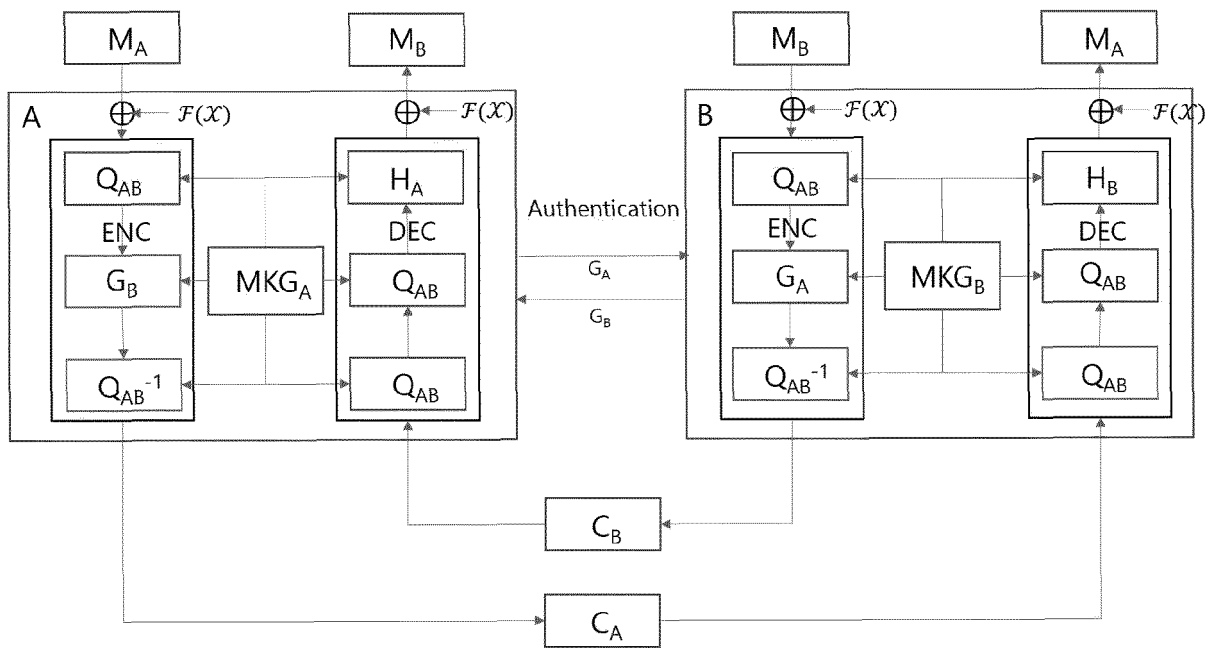 M_A
M_B
M_B
M_A
A
⊕
ℱ(𝒳)
⊕
ℱ(𝒳)
B
⊕
ℱ(𝒳)
⊕
ℱ(𝒳)
Q_AB
H_A
Q_AB
H_B
ENC
DEC
Authentication
ENC
DEC
G_B
MKG_A
Q_AB
G_A
G_B
G_A
MKG_B
Q_AB
Q_AB⁻¹
Q_AB
Q_AB⁻¹
Q_AB
C_B
C_A